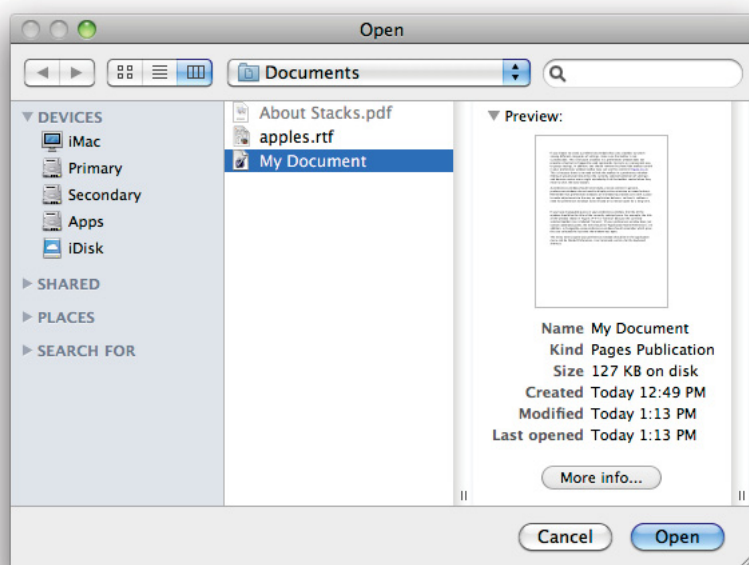 Open
Documents
DEVICES
iMac
Primary
Secondary
Apps
iDisk
SHARED
PLACES
SEARCH FOR
About Stacks.pdf
apples.rtf
My Document
Preview:
Name My Document
Kind Pages Publication
Size 127 KB on disk
Created Today 12:49 PM
Modified Today 1:13 PM
Last opened Today 1:13 PM
More info...
Cancel
Open